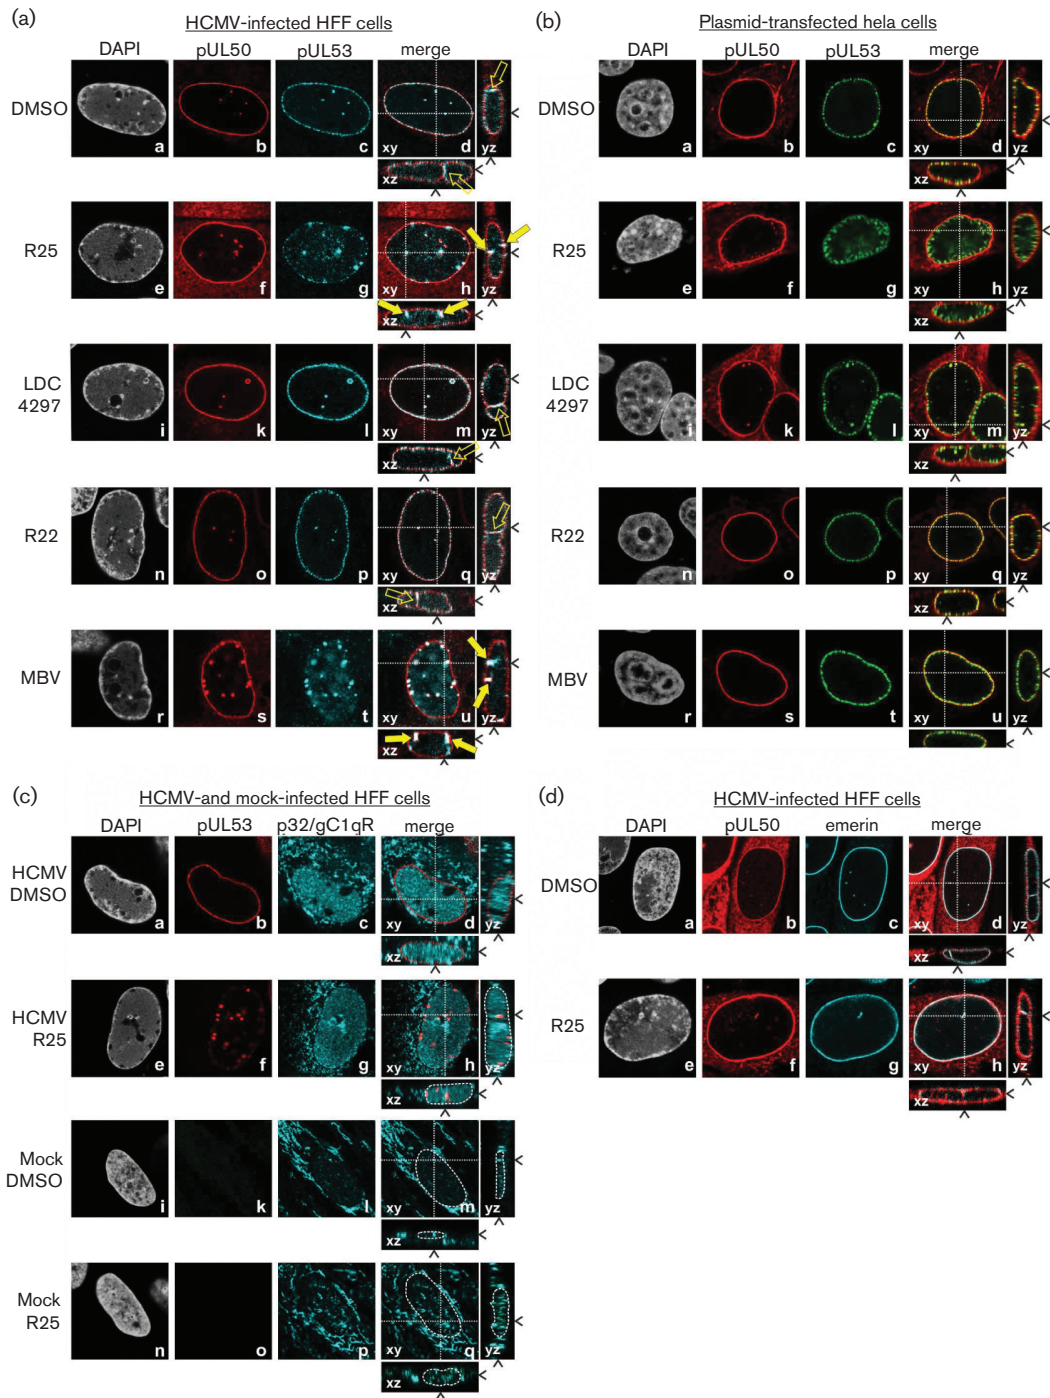 (a)
HCMV-infected HFF cells
DAPI pUL50 pUL53 merge
DMSO
a b c d
xy yz
xz
R25
e f g h
xy yz
xz
LDC
4297
i k l m
xy yz
xz
R22
n o p q
xy yz
xz
MBV
r s t u
xy yz
xz
(b)
Plasmid-transfected hela cells
DAPI pUL50 pUL53 merge
DMSO
a b c d
xy yz
xz
R25
e f g h
xy yz
xz
LDC
4297
i k l m
xy yz
xz
R22
n o p q
xy yz
xz
MBV
r s t u
xy yz
xz
(c)
HCMV-and mock-infected HFF cells
DAPI pUL53 p32/gC1qR merge
HCMV
DMSO
a b c d
xy yz
xz
HCMV
R25
e f g h
xy yz
xz
Mock
DMSO
i k l m
xy yz
xz
Mock
R25
n o p q
xy yz
xz
(d)
HCMV-infected HFF cells
DAPI pUL50 emerin merge
DMSO
a b c d
xy yz
xz
R25
e f g h
xy yz
xz